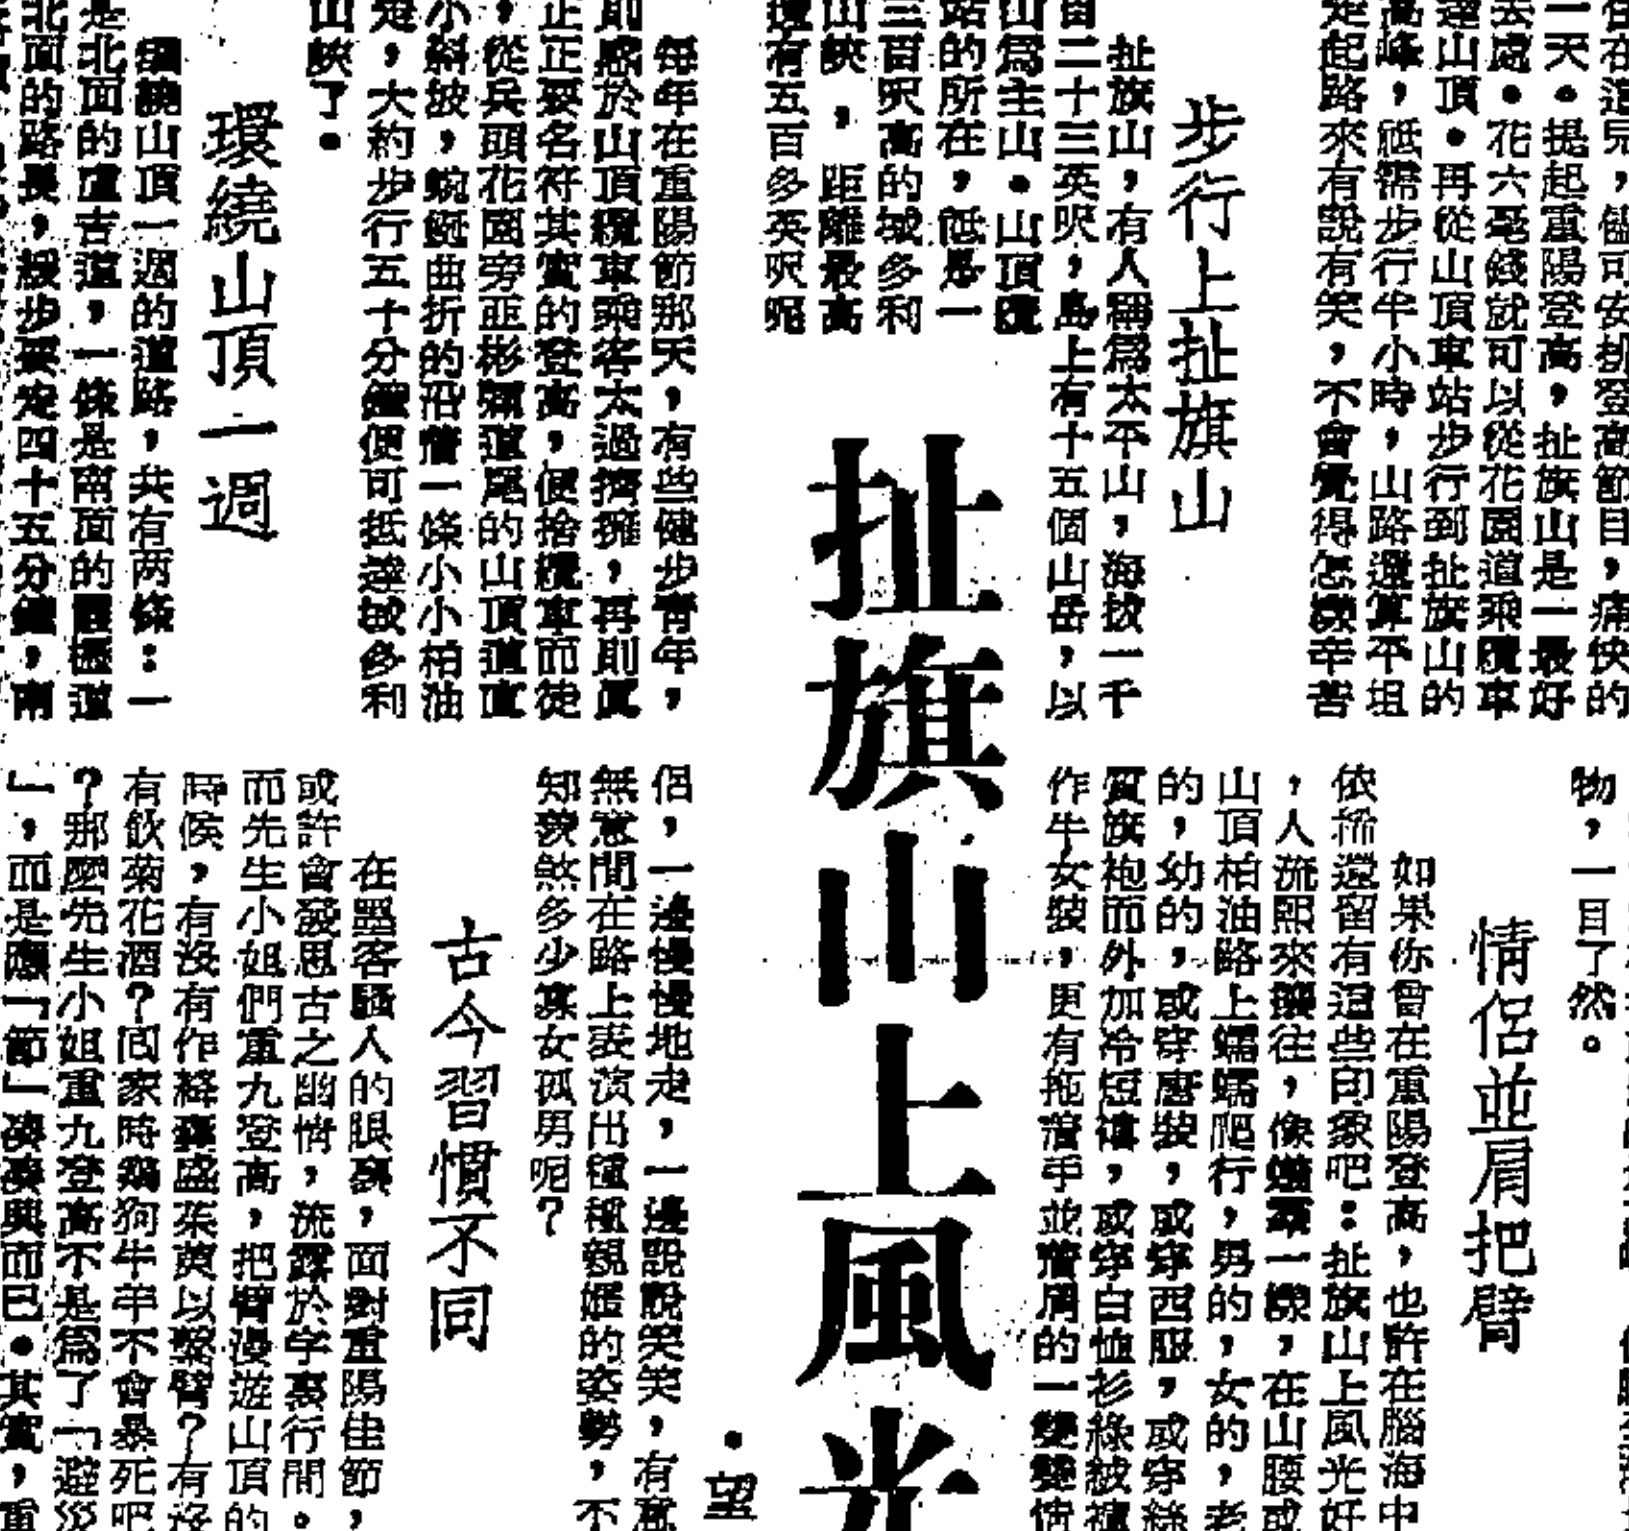 住在這兒，儘可安排登高節目，痛快的
一天。提起重陽登高，扯旗山是一最好
去處。花六毫錢就可以從花園道乘纜車
達山頂。再從山頂車站步行到扯旗山的
高峰，祗需步行半小時，山路還算平坦
走起路來有說有笑，不會覺得怎樣辛苦
步行上扯旗山
扯旗山，有人稱爲太平山，海拔一千
二十三英呎，島上有十五個山岳，以
山爲主山。山頂纜
站的所在，祗是一
三百呎高的域多利
山峽，距離最高
有五百多英呎呢
扯旗山上風光
每年在重陽節那天，有些健步青年，
則感於山頂纜車乘客太過擠擁，再則眞
正正要名符其實的登高，便捨纜車而徒
，從兵頭花園旁亚彬彌道尾的山頂道直
小斜坡，蜿蜒曲折的沿着一條小小柏油
走，大約步行五十分鐘便可抵達域多利
山峽了。
環繞山頂一週
環繞山頂一週的道路，共有两條：一
是北面的盧吉道，一條是南面的夏慤道
北面的路長，緩步要走四十五分鐘，南
物，一目了然。
情侶並肩把臂
如果你曾在重陽登高，也許在腦海中
依稀還留有這些印象吧：扯旗山上風光好
，人流熙來攘往，像螞蟻一樣，在山腰或
山頂柏油路上蠕蠕爬行，男的，女的，老
的，幼的，或穿唐裝，或穿西服，或穿絲
質旗袍而外加冷短褸，或穿白恤衫綠絨褲
作牛女裝，更有拖着手並着肩的一雙雙情
侶，一邊慢慢地走，一邊說說笑笑，有意
無意間在路上表演出種種親暱的姿勢，不
知羨煞多少寡女孤男呢？
•望
古今習慣不同
在墨客騷人的眼裏，面對重陽佳節，
或許會發思古之幽情，流露於字裏行間。
而先生小姐們重九登高，把臂漫遊山頂的
時候，有沒有作絳囊盛茱萸以繫臂？有沒
有飲菊花酒？回家時鷄狗牛羊不會暴死吧
？那麼先生小姐重九登高不是爲了「避災
」，而是應「節」湊湊興而已。其實，重